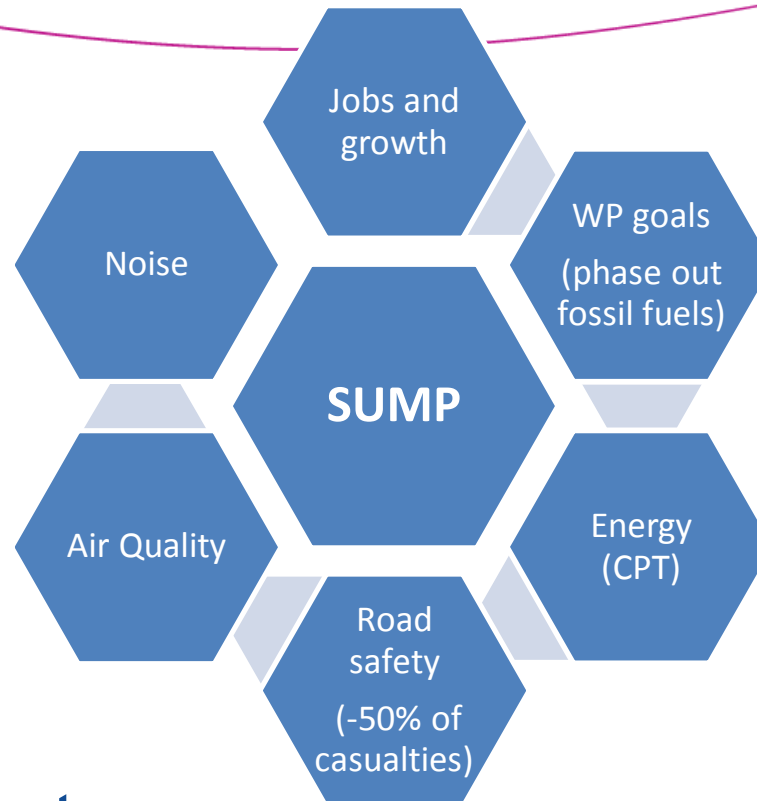 Jobs and
growth
WP goals
(phase out
fossil fuels)
Noise
SUMP
Air Quality
Energy
(CPT)
Road
safety
(-50% of
casualties)